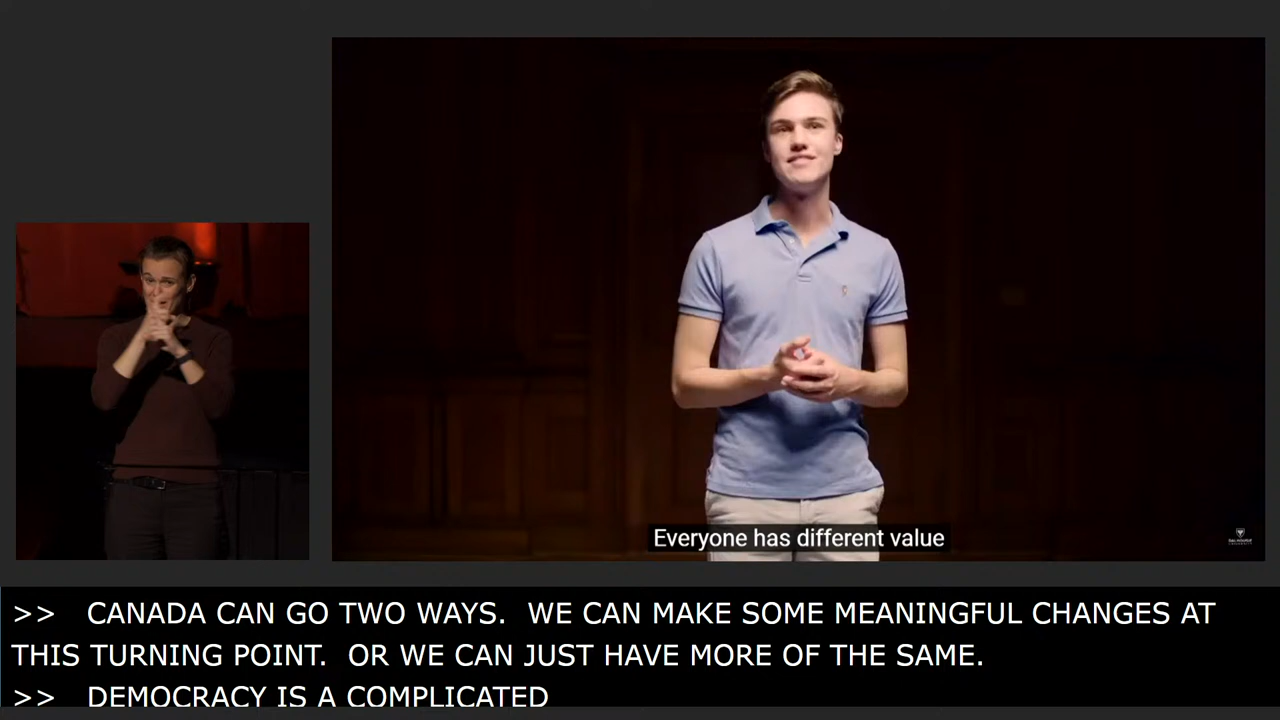 Everyone has different value
>> CANADA CAN GO TWO WAYS. WE CAN MAKE SOME MEANINGFUL CHANGES AT
THIS TURNING POINT. OR WE CAN JUST HAVE MORE OF THE SAME.
>> DEMOCRACY IS A COMPLICATED